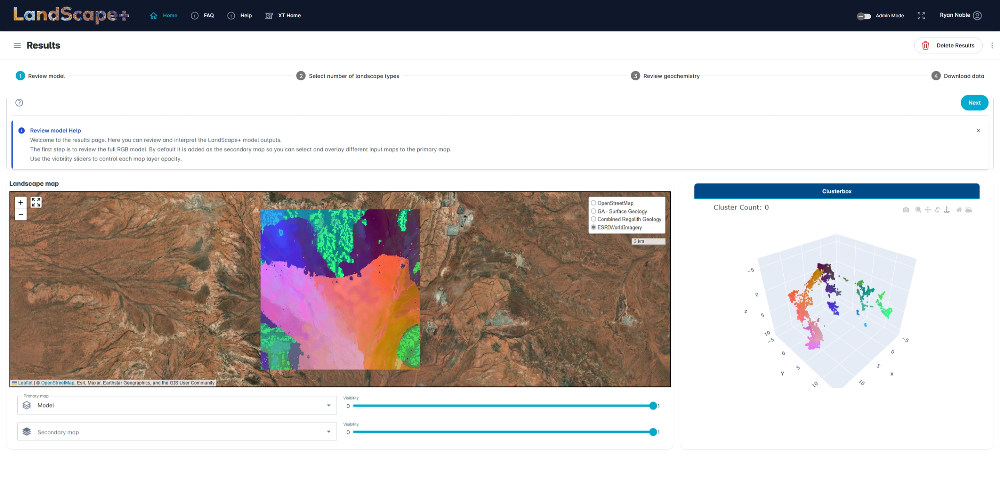 LandScape+
Home
FAQ
Help
XT Home
Admin Mode
Ryan Noble
Results
Delete Results
1 Review model
2 Select number of landscape types
3 Review geochemistry
4 Download data
Next
Review model Help
Welcome to the results page. Here you can review and interpret the LandScape+ model outputs.
The first step is to review the full RGB model. By default it is added as the secondary map so you can select and overlay different input maps to the primary map.
Use the viability sliders to control each map layer opacity.
Landscape map
+
−
OpenStreetMap
GA - Surface Geology
Combined Regolith Geology
ESRIWorldImagery
3 km
Leaflet | © OpenStreetMap, Esri, Maxar, Earthstar Geographics, and the GIS User Community
Primary map
Model
Visibility
0 1
Secondary map
Visibility
0 1
Clusterbox
Cluster Count: 0
−5
0
5
10
z
−5
0
5
10
y
−5
0
5
10
x